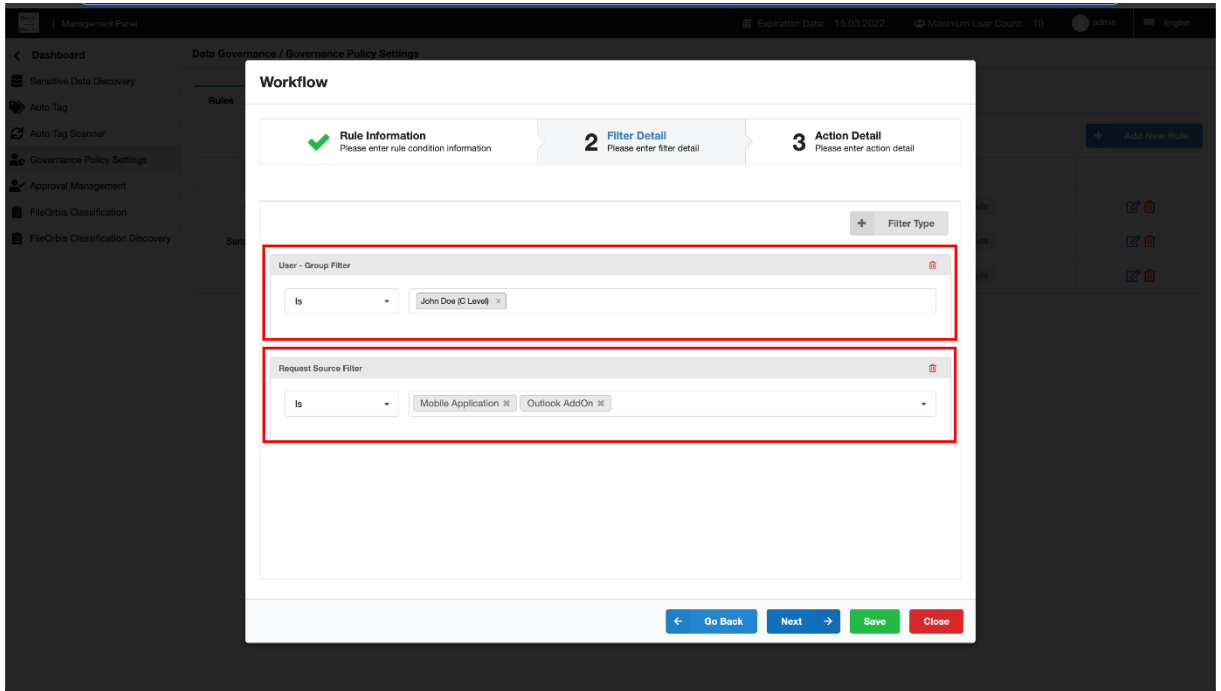 Management Panel
Expiration Date: 15.03.2022
Maximum User Count: 10
admin
English
Dashboard
Data Governance / Governance Policy Settings
Sensitive Data Discovery
Auto Tag
Auto Tag Scanner
Governance Policy Settings
Approval Management
FileOrbis Classification
FileOrbis Classification Discovery
Rules
+ Add New Rule
Workflow
Rule Information
Please enter rule condition information
2
Filter Detail
Please enter filter detail
3
Action Detail
Please enter action detail
+ Filter Type
User - Group Filter
Is
John Doe (C Level) ×
Request Source Filter
Is
Mobile Application × Outlook AddOn ×
← Go Back
Next →
Save
Close